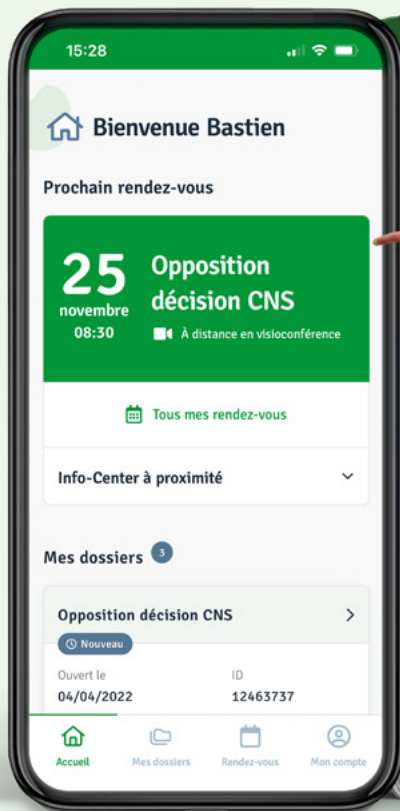 15:28
Bienvenue Bastien
Prochain rendez-vous
25
novembre
08:30
Opposition
décision CNS
À distance en visioconférence
Tous mes rendez-vous
Info-Center à proximité
Mes dossiers 3
Opposition décision CNS
Nouveau
Ouvert le
04/04/2022
ID
12463737
Accueil
Mes dossiers
Rendez-vous
Mon compte